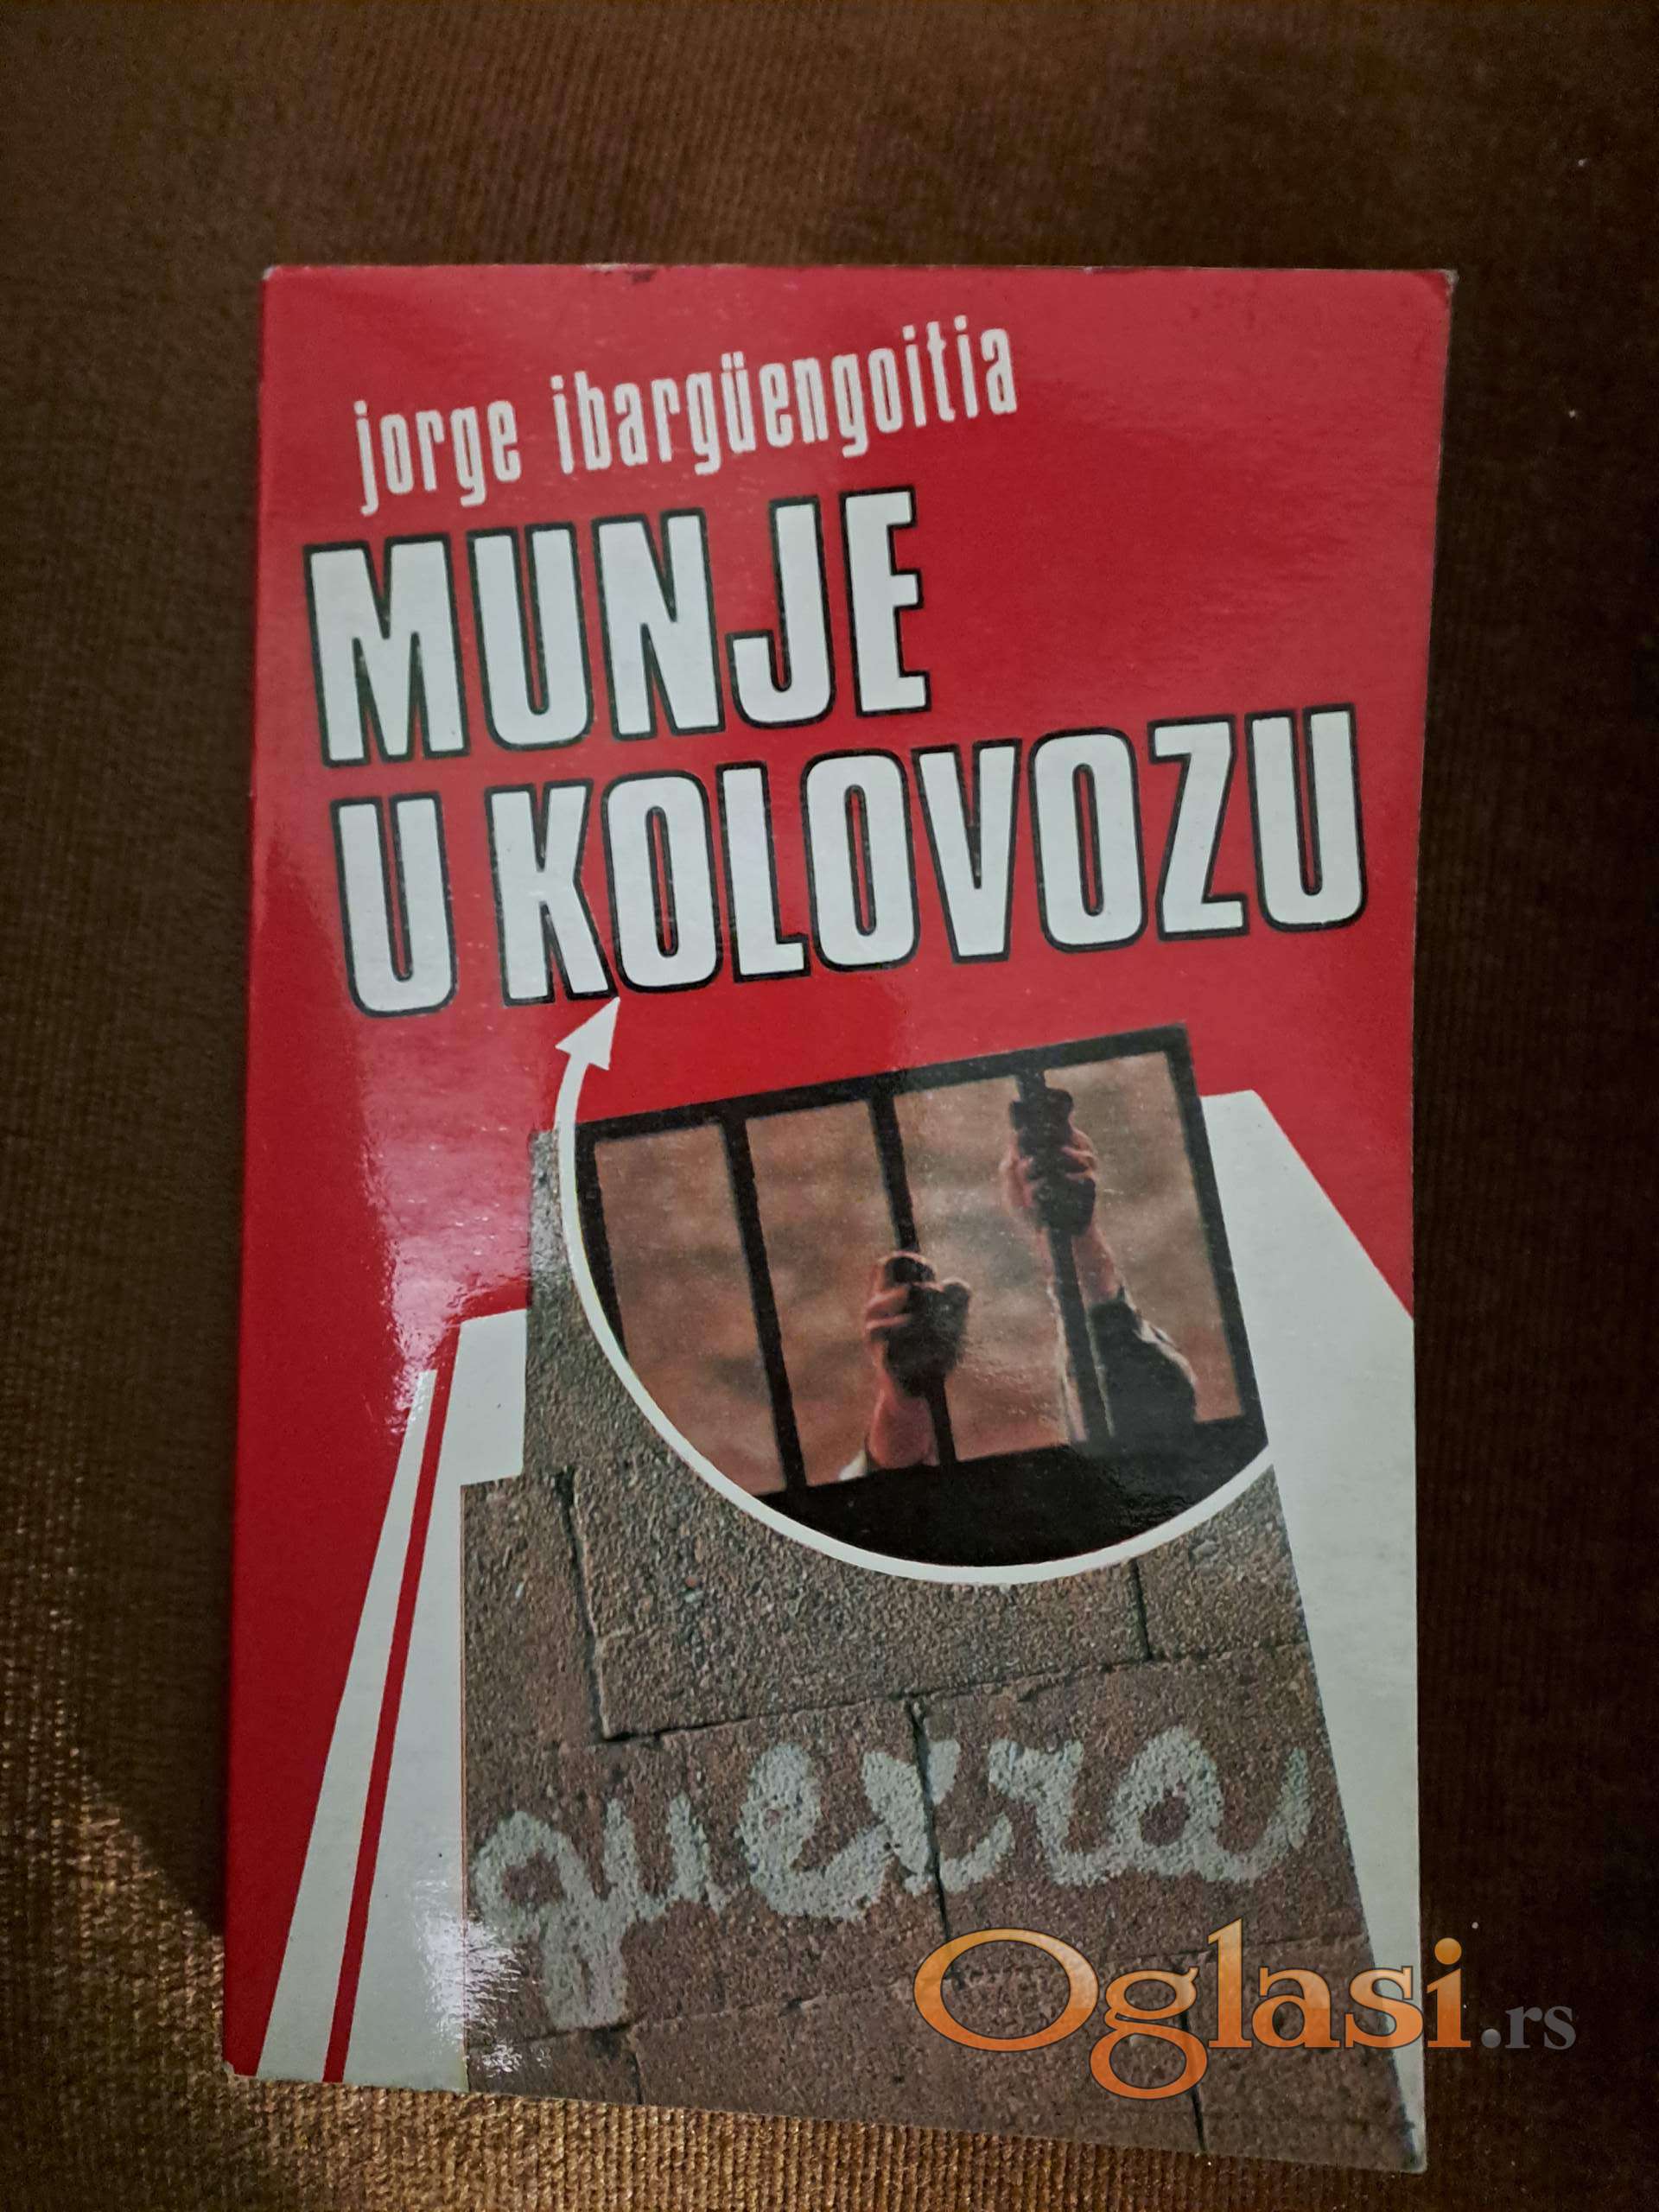 jorge ibargüengoitia
MUNJE
U KOLOVOZU
guerra
Oglasi.rs